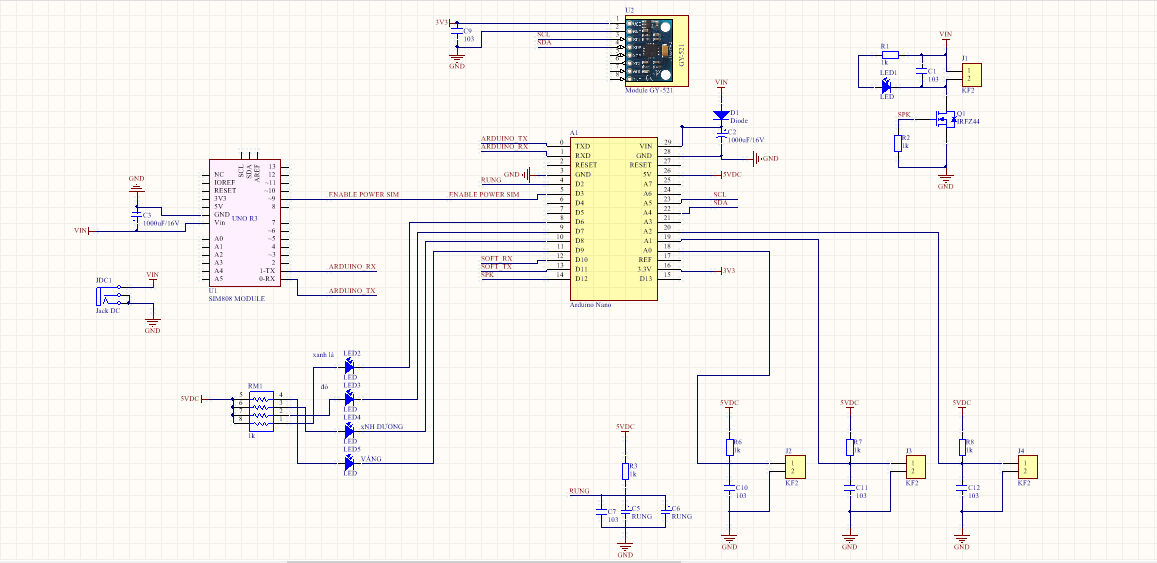 U2
3V3
C9
103
GND
SCL
SDA
1
GY-521
Module GY-521
VIN
D1
Diode
C2
1000uF/16V
GND
VIN
R1
1k
LED1
LED
C1
103
J1
1
2
KF2
SPK
Q1
IRFZ44
R2
1k
GND
A1
ARDUINO_TX
ARDUINO_RX
GND
RUNG
ENABLE POWER SIM
ENABLE POWER SIM
SOFT_RX
SOFT_TX
SPK
0 TXD VIN 29
1 RXD GND 28
2 RESET RESET 27
3 GND 5V 26
4 D2 A7 25
5 D3 A6 24
6 D4 A5 23
7 D5 A4 22
8 D6 A3 21
9 D7 A2 20
10 D8 A1 19
11 D9 A0 18
12 D10 REF 17
13 D11 3.3V 16
14 D12 D13 15
5VDC
SCL
SDA
3V3
Arduino Nano
GND
C3
1000uF/16V
VIN
SCL
SDA
AREF
NC
IOREF
RESET
3V3
5V
GND
Vin
A0
A1
A2
A3
A4
A5
UNO R3
13
12
~11
~10
~9
8
7
~6
~5
4
~3
2
1-TX
0-RX
U1
SIM808 MODULE
ARDUINO_RX
ARDUINO_TX
JDC1
VIN
Jack DC
GND
xanh lá
LED2
LED
đỏ
LED3
LED
LED4
xNH DƯƠNG
LED
LED5
VÀNG
LED
5VDC
RM1
5 4
6 3
7 2
8 1
1k
5VDC
R3
1k
RUNG
C7
103
C5
RUNG
C6
RUNG
GND
5VDC
R6
1k
J2
1
2
KF2
C10
103
GND
5VDC
R7
1k
J3
1
2
KF2
C11
103
GND
5VDC
R8
1k
J4
1
2
KF2
C12
103
GND